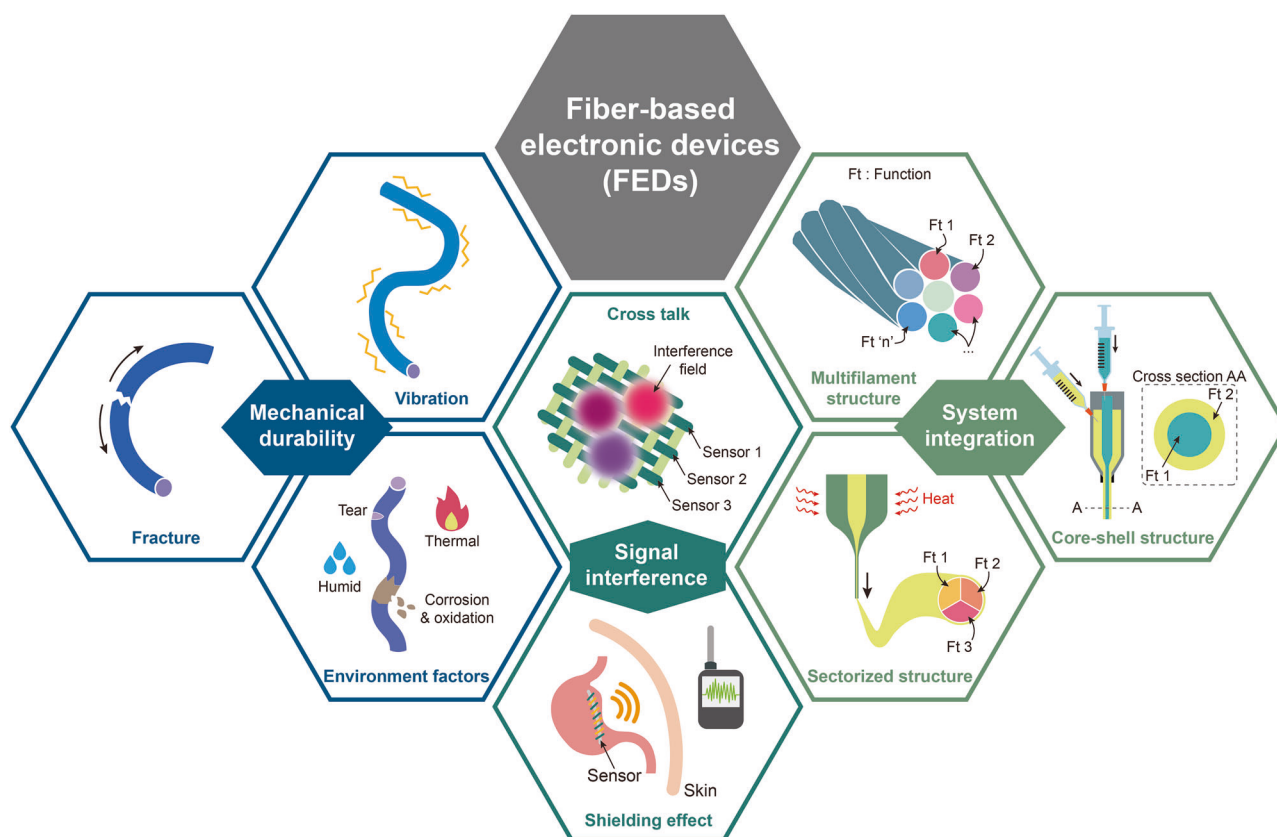 Fiber-based
electronic devices
(FEDs)
Vibration
Fracture
Mechanical
durability
Tear
Thermal
Humid
Corrosion
& oxidation
Environment factors
Cross talk
Interference
field
Sensor 1
Sensor 2
Sensor 3
Signal
interference
Sensor
Skin
Shielding effect
Ft : Function
Ft 1
Ft 2
Ft ‘n’
...
Multifilament
structure
System
integration
Cross section AA
Ft 2
Ft 1
A
A
Core-shell structure
Heat
Ft 1
Ft 2
Ft 3
Sectorized structure